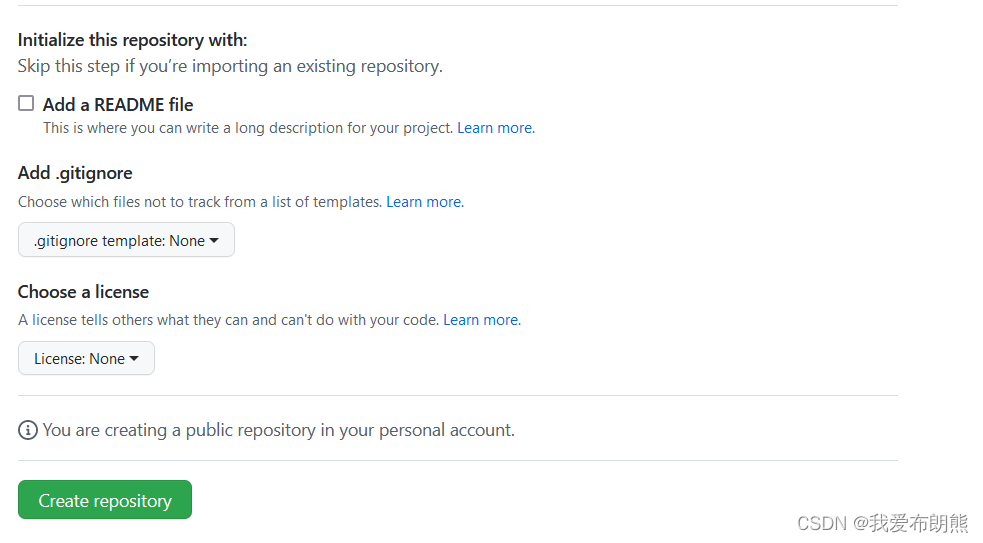 Initialize this repository with:
Skip this step if you're importing an existing repository.
Add a README file
This is where you can write a long description for your project. Learn more.
Add .gitignore
Choose which files not to track from a list of templates. Learn more.
.gitignore template: None
Choose a license
A license tells others what they can and can't do with your code. Learn more.
License: None
You are creating a public repository in your personal account.
Create repository
CSDN @我爱布朗熊